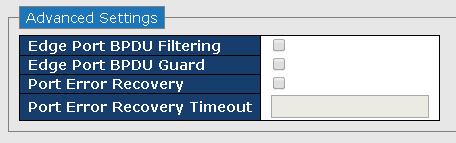 Advanced Settings
Edge Port BPDU Filtering
Edge Port BPDU Guard
Port Error Recovery
Port Error Recovery Timeout